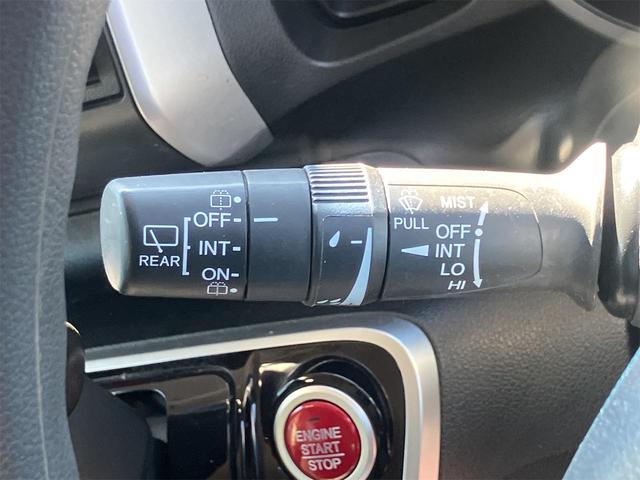 OFF
INT
REAR
ON
MIST
PULL
OFF
INT
LO
HI
ENGINE
START
STOP